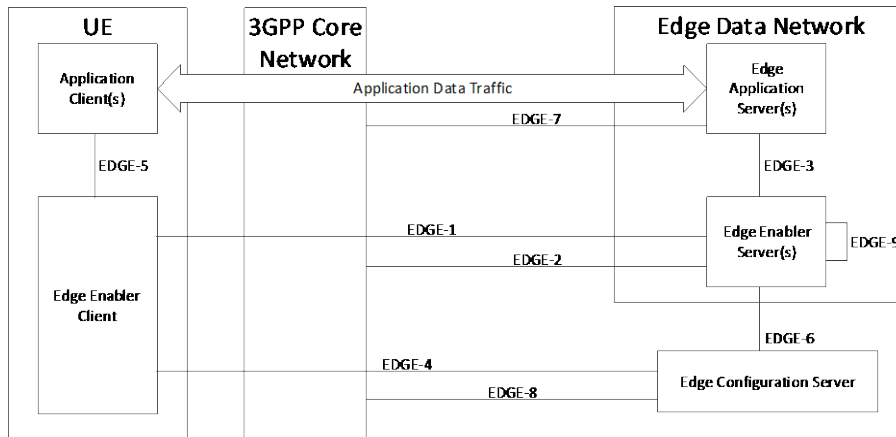 UE
3GPP Core
Network
Edge Data Network
Application
Client(s)
Application Data Traffic
Edge
Application
Server(s)
EDGE-7
EDGE-5
EDGE-3
EDGE-1
Edge Enabler
Server(s)
EDGE-9
EDGE-2
Edge Enabler
Client
EDGE-6
EDGE-4
Edge Configuration Server
EDGE-8